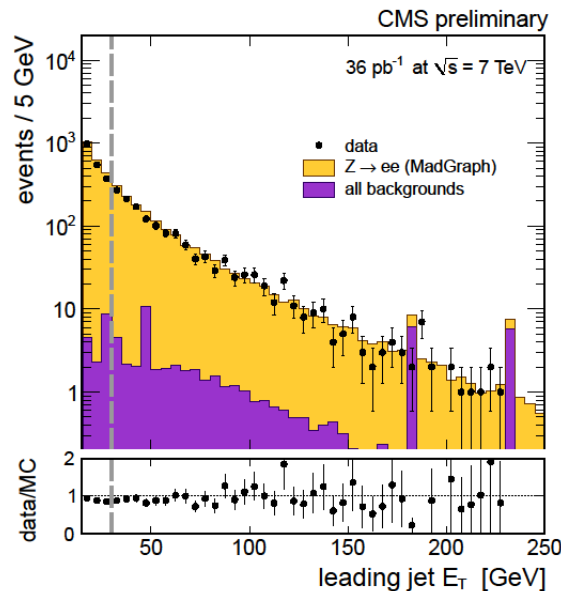 CMS preliminary
events / 5 GeV
10⁴
10³
10²
10
1
36 pb⁻¹ at √s = 7 TeV
data
Z → ee (MadGraph)
all backgrounds
data/MC
2
1
0
50 100 150 200 250
leading jet E_T [GeV]